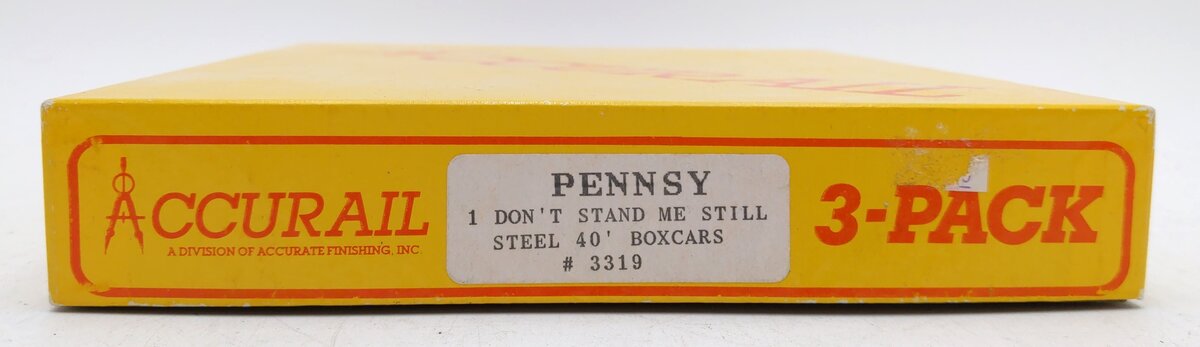 ACCURAIL
A DIVISION OF ACCURATE FINISHING, INC.
PENNSY
1 DON'T STAND ME STILL
STEEL 40' BOXCARS
# 3319
3-PACK